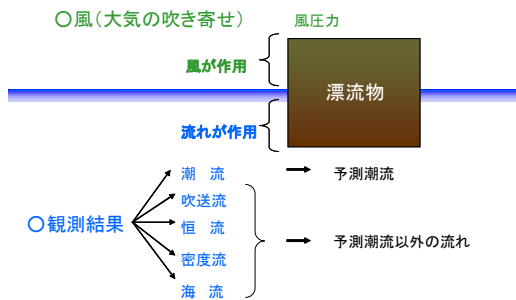 ○風(大気の吹き寄せ)
風圧力
風が作用
漂流物
流れが作用
潮 流
予測潮流
吹送流
○観測結果
恒 流
予測潮流以外の流れ
密度流
海 流